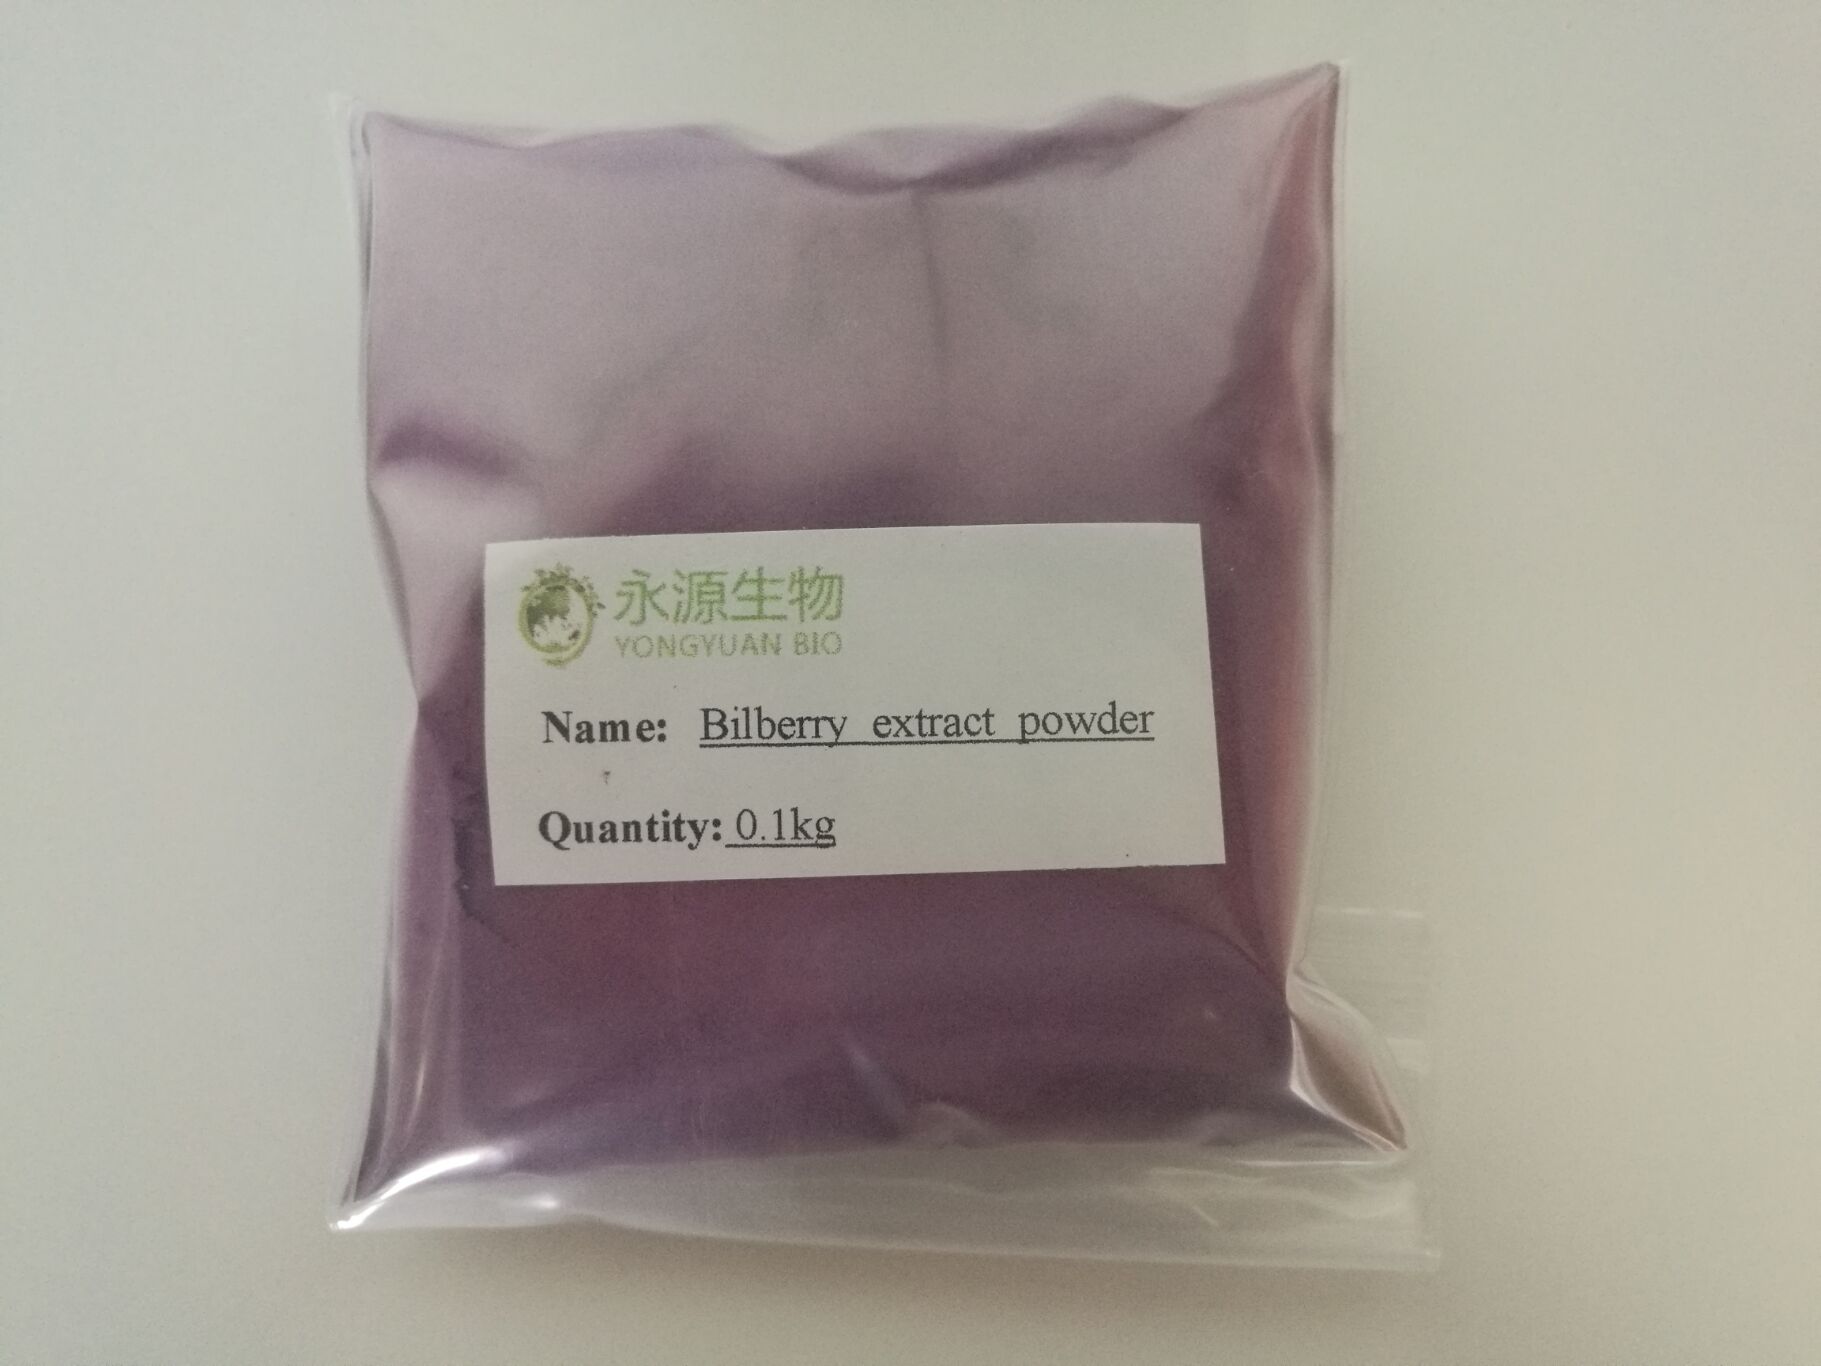 永源生物
YONGYUAN BIO
Name: Bilberry extract powder
Quantity: 0.1kg